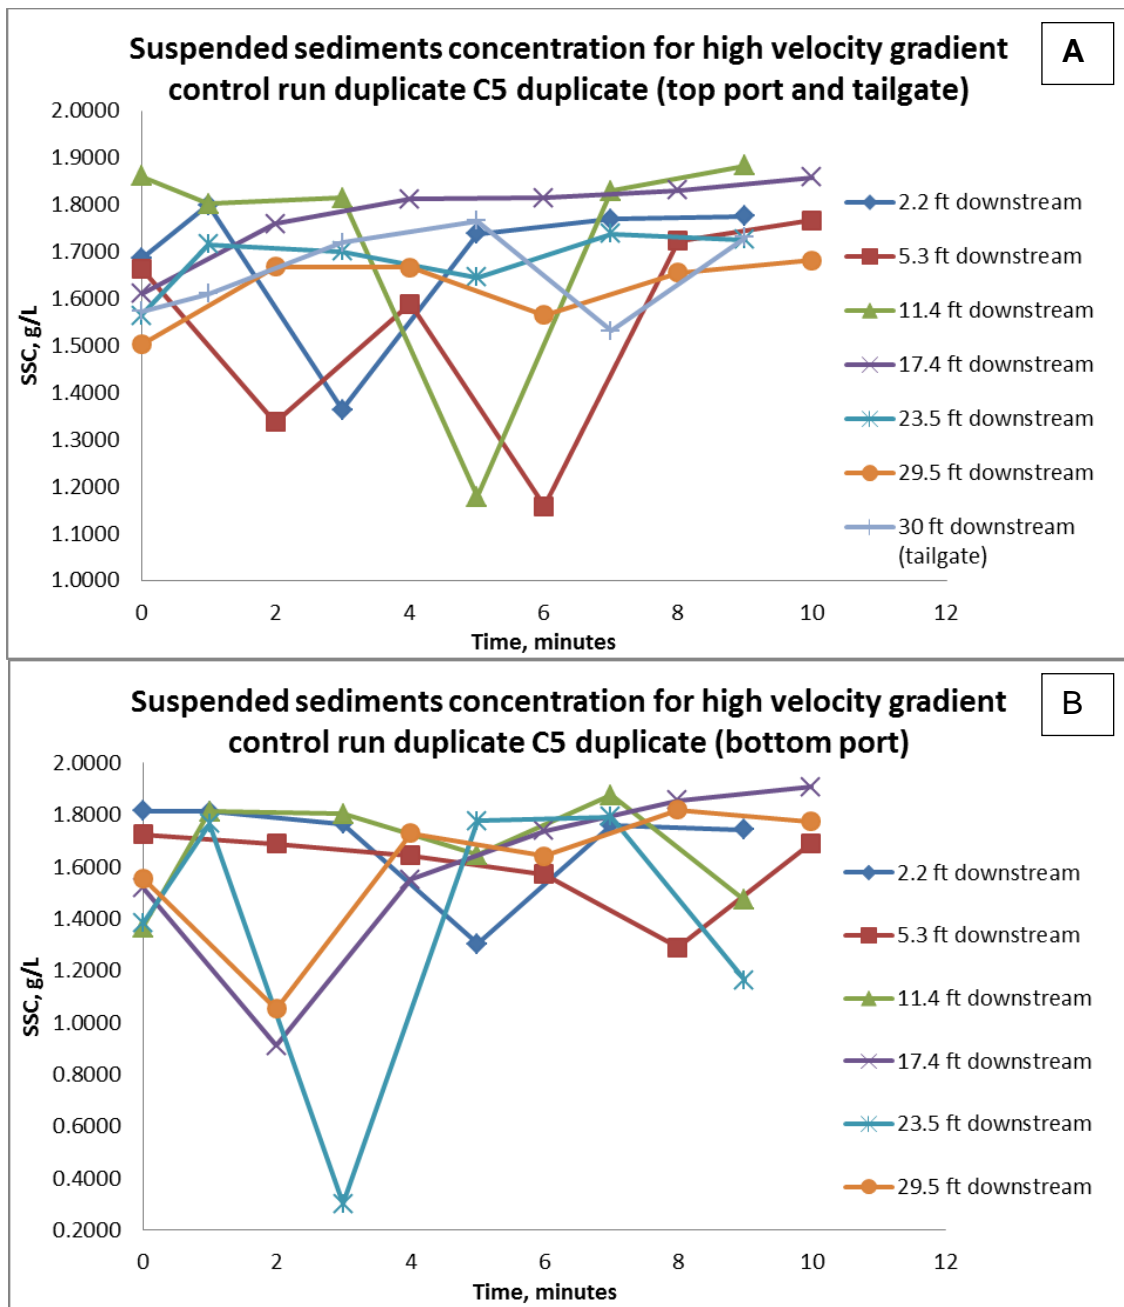 Suspended sediments concentration for high velocity gradient
control run duplicate C5 duplicate (top port and tailgate)
A
2.0000
1.9000
1.8000
1.7000
1.6000
1.5000
1.4000
1.3000
1.2000
1.1000
1.0000
SSC, g/L
0 2 4 6 8 10 12
Time, minutes
2.2 ft downstream
5.3 ft downstream
11.4 ft downstream
17.4 ft downstream
23.5 ft downstream
29.5 ft downstream
30 ft downstream
(tailgate)
Suspended sediments concentration for high velocity gradient
control run duplicate C5 duplicate (bottom port)
B
2.0000
1.8000
1.6000
1.4000
1.2000
1.0000
0.8000
0.6000
0.4000
0.2000
SSC, g/L
0 2 4 6 8 10 12
Time, minutes
2.2 ft downstream
5.3 ft downstream
11.4 ft downstream
17.4 ft downstream
23.5 ft downstream
29.5 ft downstream